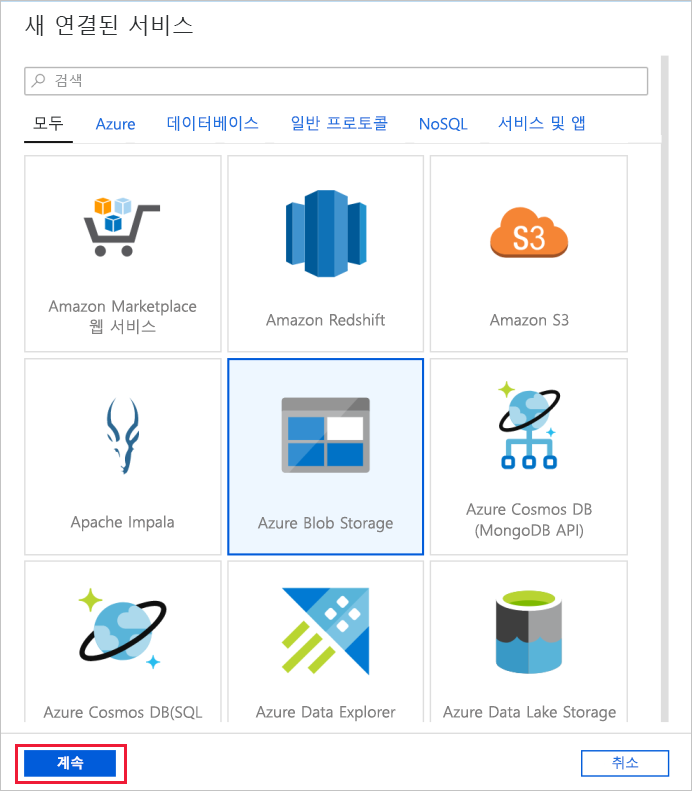 새 연결된 서비스
검색
모두 Azure 데이터베이스 일반 프로토콜 NoSQL 서비스 및 앱
S3
Amazon Marketplace
웹 서비스
Amazon Redshift
Amazon S3
Apache Impala
Azure Blob Storage
Azure Cosmos DB
(MongoDB API)
Azure Cosmos DB(SQL
Azure Data Explorer
Azure Data Lake Storage
계속
취소